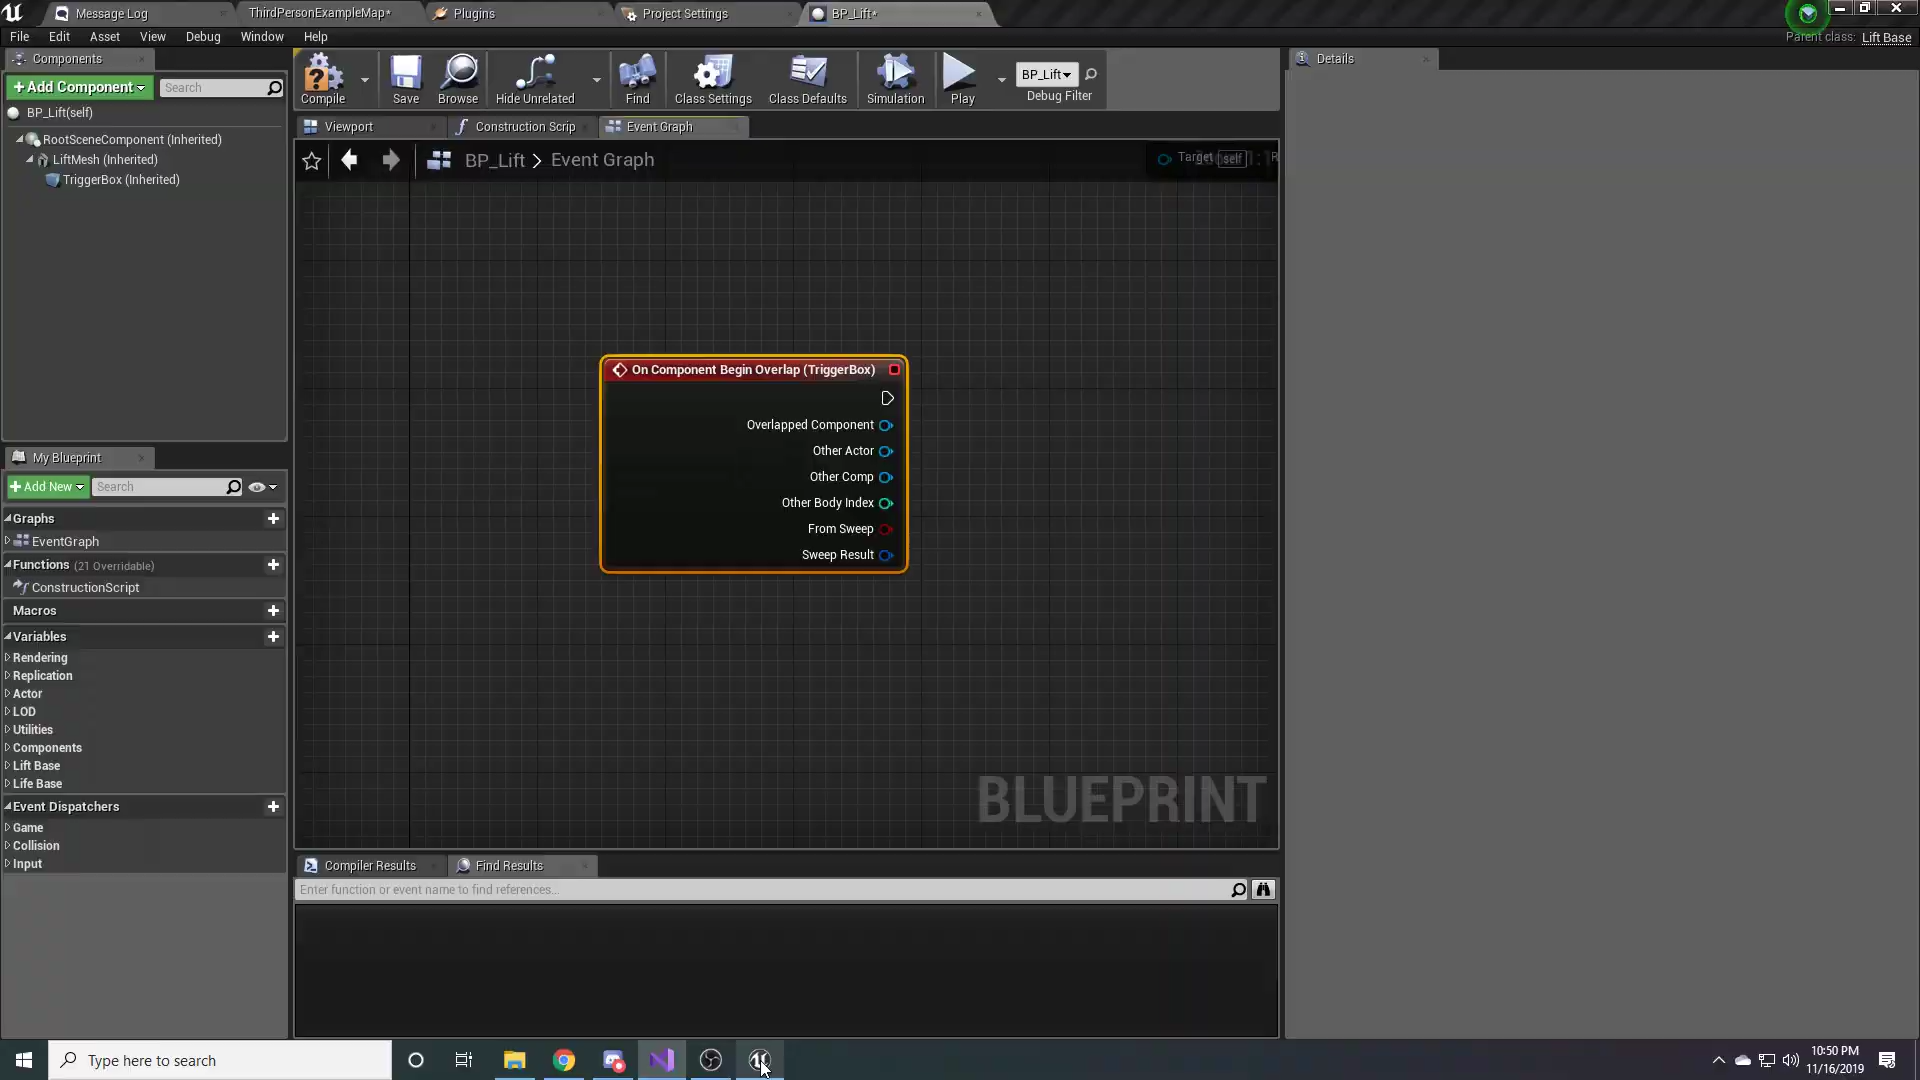 Message Log
ThirdPersonExampleMap*
Plugins
Project Settings
BP_Lift*
File Edit Asset View Debug Window Help
Parent class: Lift Base
Components
+Add Component
Search
BP_Lift(self)
RootSceneComponent (Inherited)
LiftMesh (Inherited)
TriggerBox (Inherited)
Compile
Save
Browse
Hide Unrelated
Find
Class Settings
Class Defaults
Simulation
Play
BP_Lift
Debug Filter
Details
Viewport
Construction Scrip
Event Graph
BP_Lift > Event Graph
Target self
On Component Begin Overlap (TriggerBox)
Overlapped Component
Other Actor
Other Comp
Other Body Index
From Sweep
Sweep Result
BLUEPRINT
My Blueprint
+Add New
Search
Graphs
EventGraph
Functions (21 Overridable)
ConstructionScript
Macros
Variables
Rendering
Replication
Actor
LOD
Utilities
Components
Lift Base
Life Base
Event Dispatchers
Game
Collision
Input
Compiler Results
Find Results
Enter function or event name to find references...
Type here to search
10:50 PM
11/16/2019